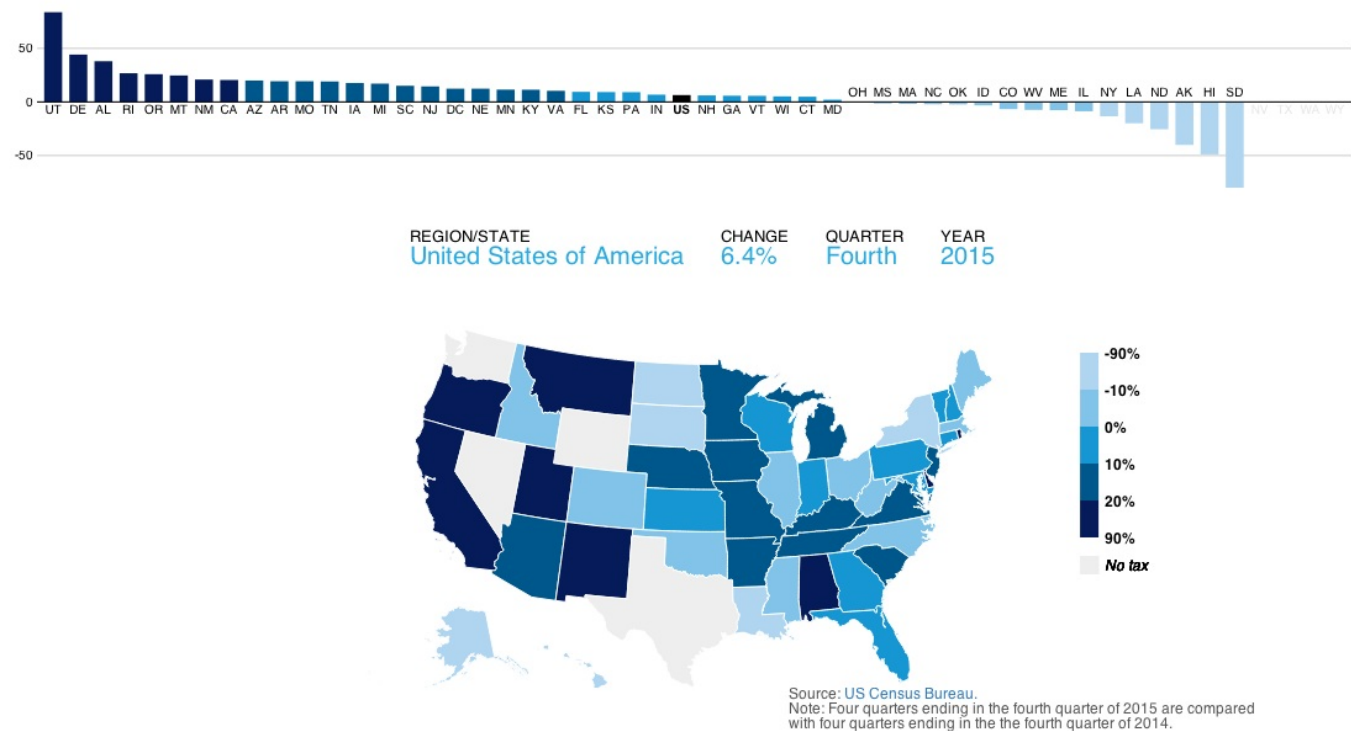 50
0
-50
UT DE AL RI OR MT NM CA AZ AR MO TN IA MI SC NJ DC NE MN KY VA FL KS PA IN US NH GA VT WI CT MD OH MS MA NC OK ID CO WV ME IL NY LA ND AK HI SD NV TX WA WY
REGION/STATE CHANGE QUARTER YEAR
United States of America 6.4% Fourth 2015
-90%
-10%
0%
10%
20%
90%
No tax
Source: US Census Bureau.
Note: Four quarters ending in the fourth quarter of 2015 are compared
with four quarters ending in the the fourth quarter of 2014.